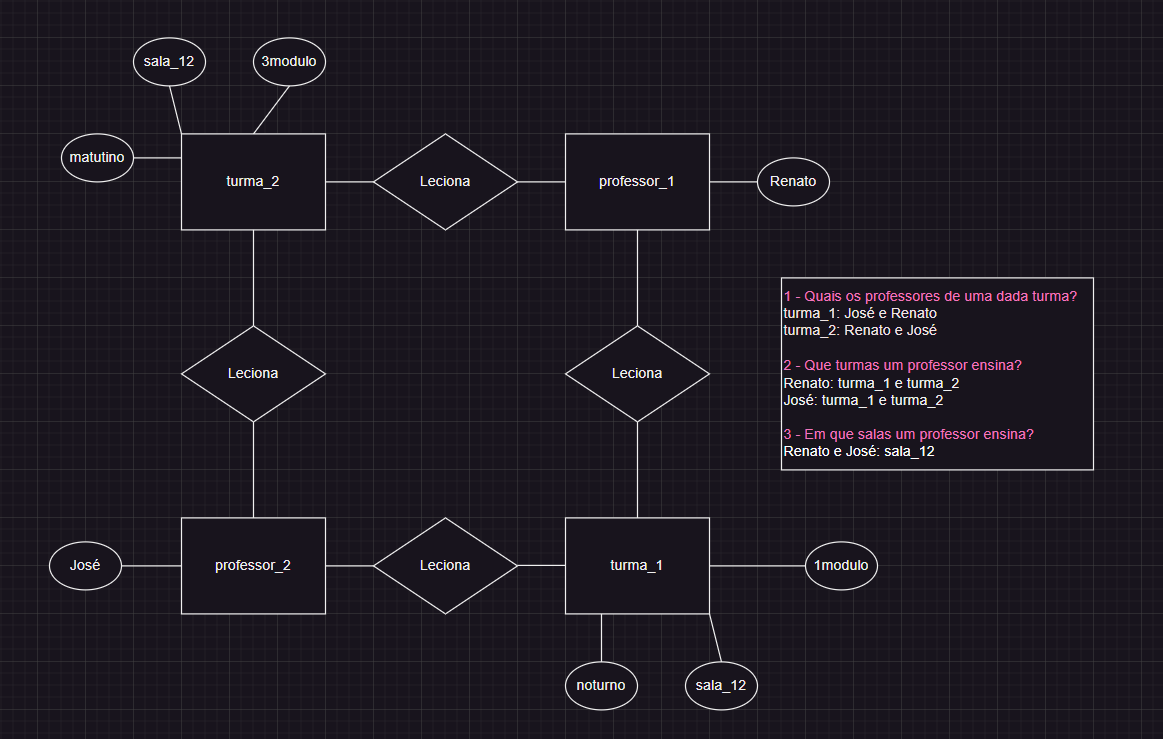 sala_12
3modulo
matutino
turma_2
Leciona
professor_1
Renato
1 - Quais os professores de uma dada turma?
turma_1: José e Renato
turma_2: Renato e José
2 - Que turmas um professor ensina?
Renato: turma_1 e turma_2
José: turma_1 e turma_2
3 - Em que salas um professor ensina?
Renato e José: sala_12
Leciona
Leciona
José
professor_2
Leciona
turma_1
1modulo
noturno
sala_12